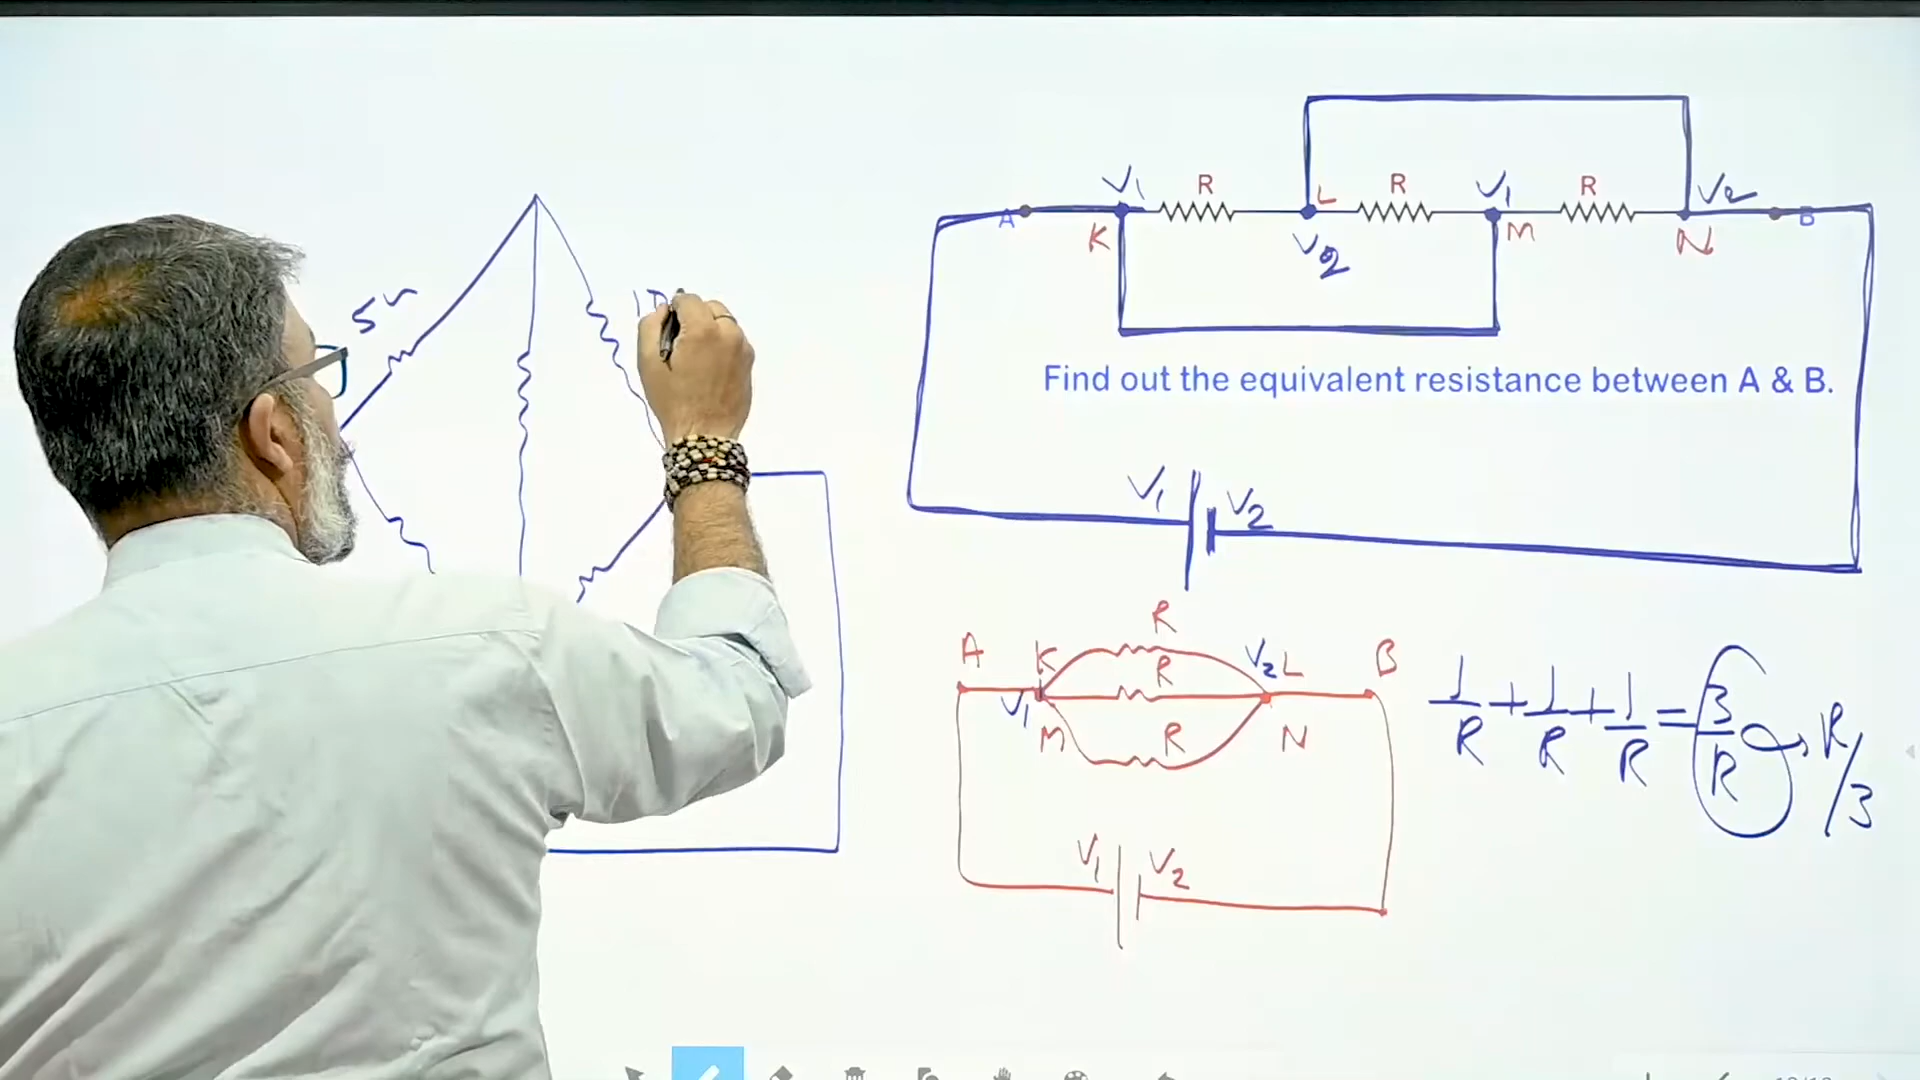 R
R
R
V₁
L
V₁
V₂
A
B
K
V₂
M
N
5
Find out the equivalent resistance between A & B.
V₁
V₂
R
A
K
R
V₂
L
B
V₁
M
R
N
1/R + 1/R + 1/R = 3/R → R/3
V₁
V₂